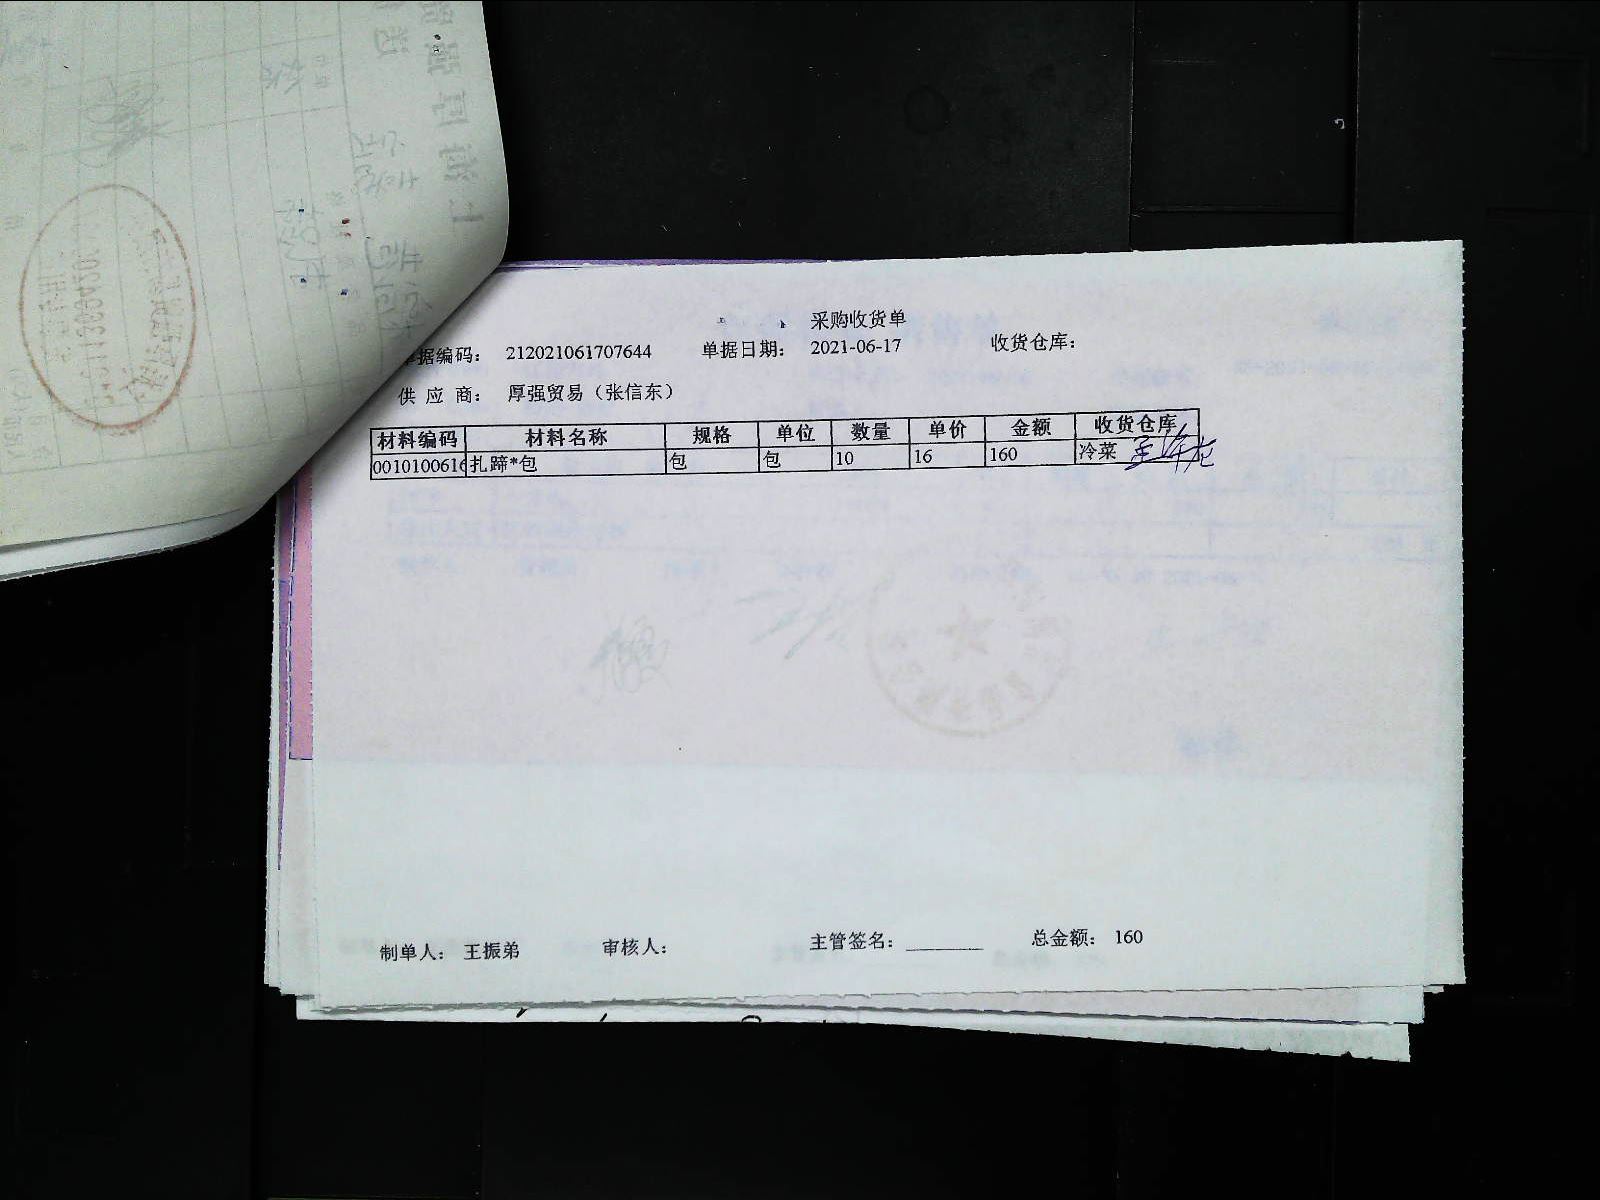 采购收货单
单据编码： 212021061707644 单据日期： 2021-06-17 收货仓库：
供 应 商： 厚强贸易（张信东）
材料编码 材料名称 规格 单位 数量 单价 金额 收货仓库
0010100616 扎蹄*包 包 包 10 16 160 冷菜
制单人： 王振弟 审核人： 主管签名：________ 总金额： 160